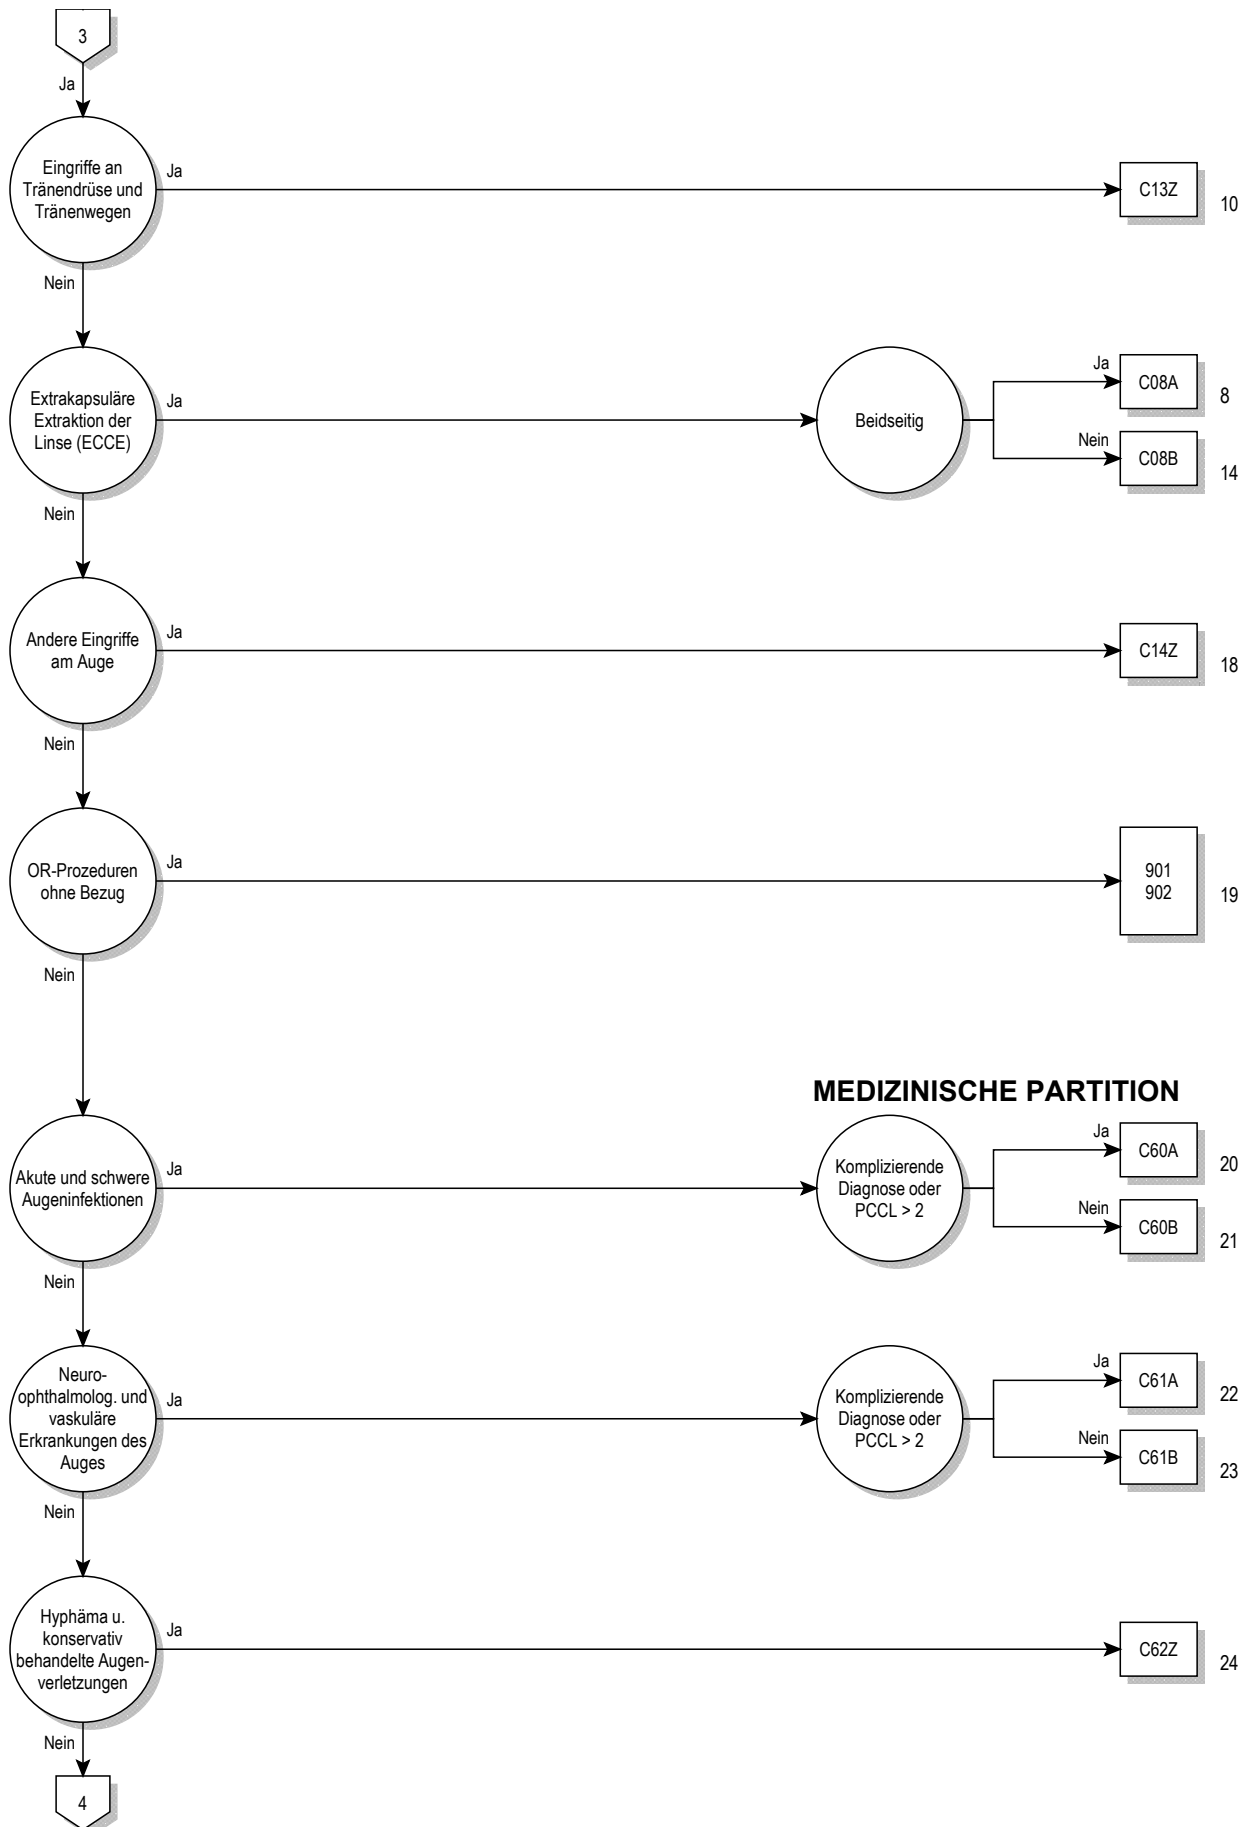 3
Ja
Eingriffe an
Tränendrüse und
Tränenwegen
Ja
C13Z
10
Nein
Extrakapsuläre
Extraktion der
Linse (ECCE)
Ja
Beidseitig
Ja
C08A
8
Nein
C08B
14
Nein
Andere Eingriffe
am Auge
Ja
C14Z
18
Nein
OR-Prozeduren
ohne Bezug
Ja
901
902
19
Nein
MEDIZINISCHE PARTITION
Akute und schwere
Augeninfektionen
Ja
Komplizierende
Diagnose oder
PCCL > 2
Ja
C60A
20
Nein
C60B
21
Nein
Neuro-
ophthalmolog. und
vaskuläre
Erkrankungen des
Auges
Ja
Komplizierende
Diagnose oder
PCCL > 2
Ja
C61A
22
Nein
C61B
23
Nein
Hyphäma u.
konservativ
behandelte Augen-
verletzungen
Ja
C62Z
24
Nein
4